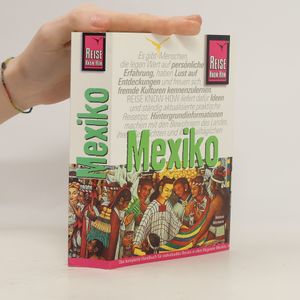 REISE
KNOW-HOW
Mexiko
REISE
KNOW-HOW
Es gibt Menschen,
die legen Wert auf persönliche
Erfahrung, haben Lust auf
Entdeckungen und freuen sich,
fremde Kulturen kennenzulernen.
REISE KNOW-HOW liefert dafür Ideen
und ständig aktualisierte praktische
Reisetips. Hintergrundinformationen
machen mit den Bewohnern des Landes,
Mexiko